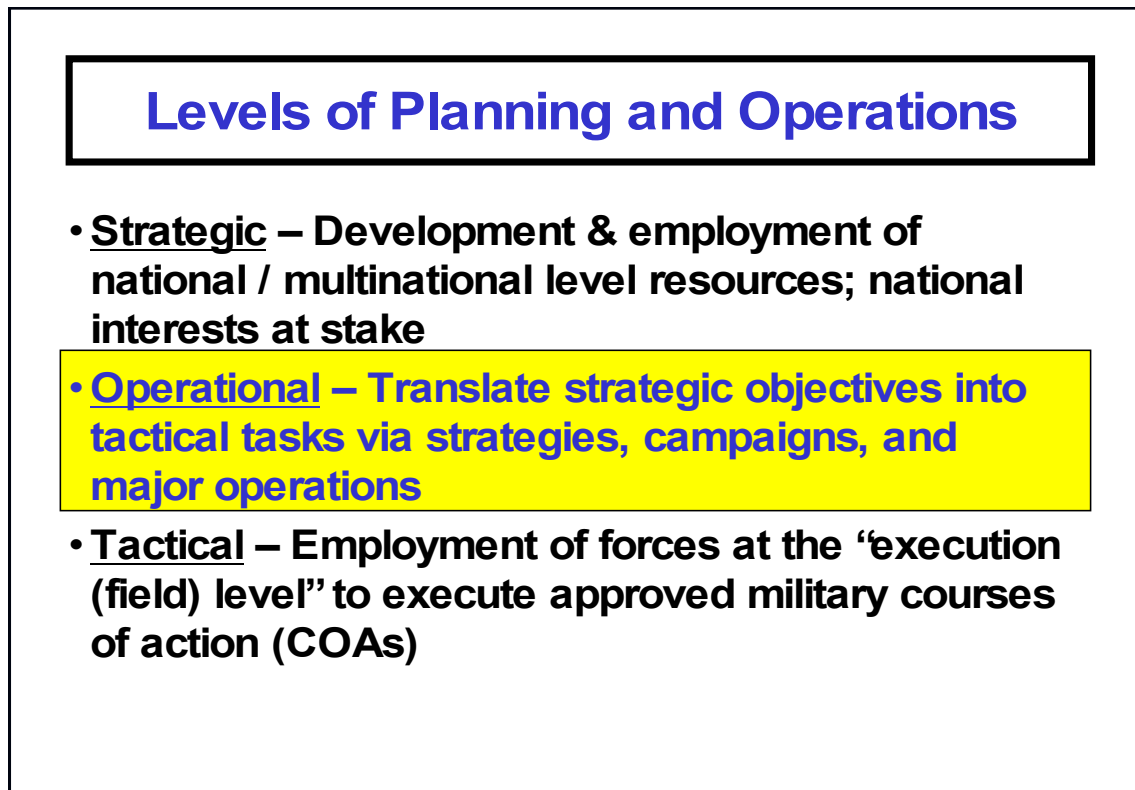 Levels of Planning and Operations
• Strategic – Development & employment of
national / multinational level resources; national
interests at stake
• Operational – Translate strategic objectives into
tactical tasks via strategies, campaigns, and
major operations
• Tactical – Employment of forces at the “execution
(field) level” to execute approved military courses
of action (COAs)